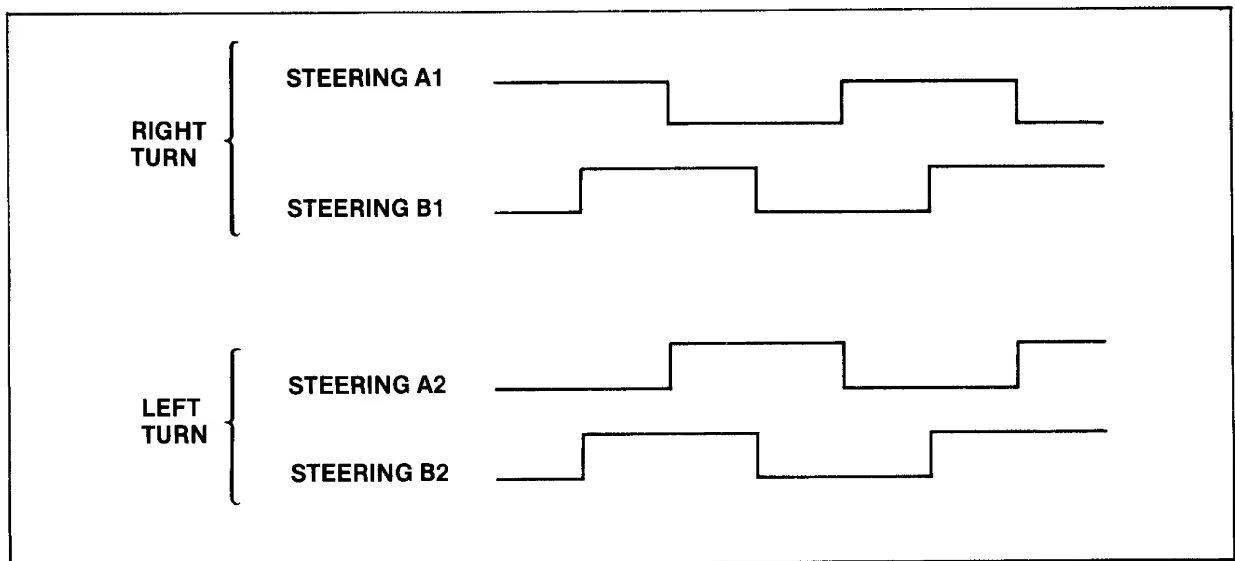 STEERING A1
RIGHT
TURN
STEERING B1
STEERING A2
LEFT
TURN
STEERING B2